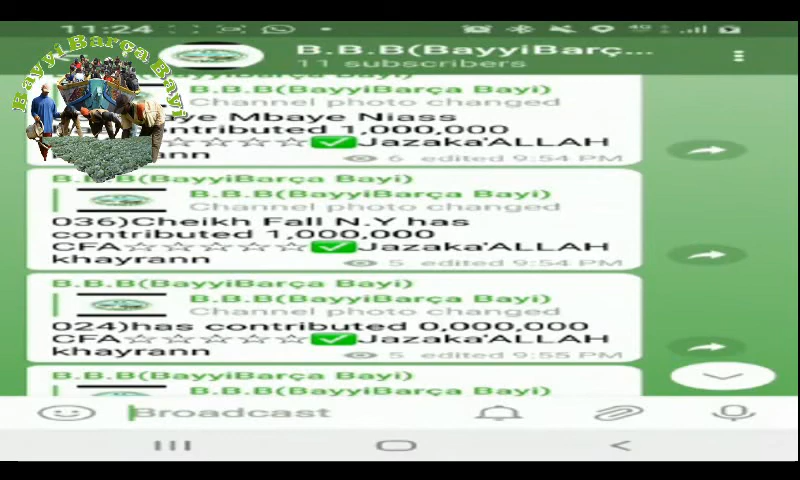 11:24
4G
B.B.B(BayyiBarç...
11 subscribers
BayyiBarça Bayi
B.B.B(BayyiBarça Bayi)
Channel photo changed
ye Mbaye Niass
contributed 1,000,000
☆☆☆☆✅Jazaka'ALLAH
rann
6 edited 9:54 PM
B.B.B(BayyiBarça Bayi)
B.B.B(BayyiBarça Bayi)
Channel photo changed
036)Cheikh Fall N.Y has
contributed 1,000,000
CFA☆☆☆☆☆✅Jazaka'ALLAH
khayrann
5 edited 9:54 PM
B.B.B(BayyiBarça Bayi)
B.B.B(BayyiBarça Bayi)
Channel photo changed
024)has contributed 0,000,000
CFA☆☆☆☆☆✅Jazaka'ALLAH
khayrann
5 edited 9:55 PM
B.B.B(BayyiBarça Bayi)
B.B.B(BayyiBarça Bayi)
Broadcast